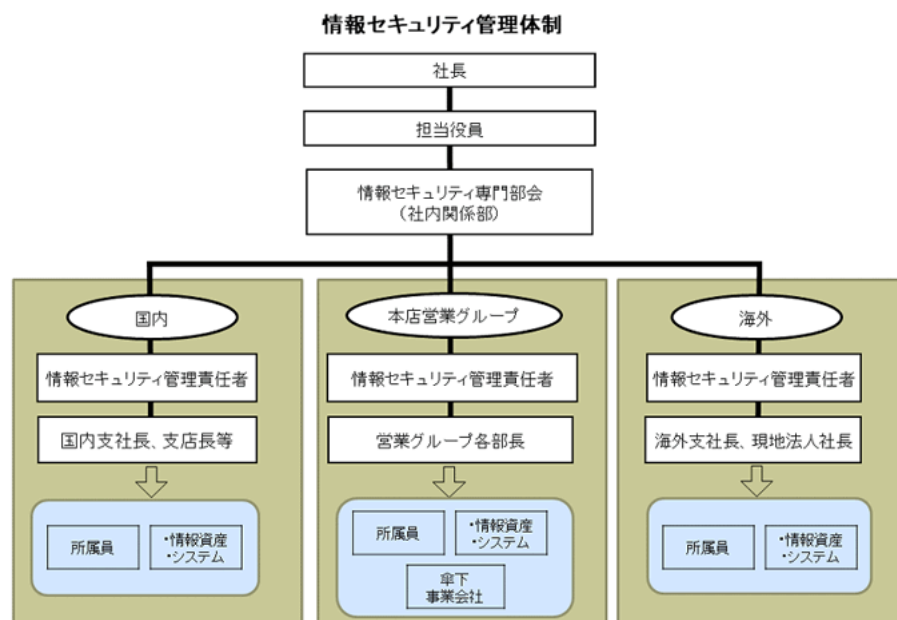 情報セキュリティ管理体制
社長
担当役員
情報セキュリティ専門部会
（社内関係部）
国内
情報セキュリティ管理責任者
国内支社長、支店長等
所属員
・情報資産
・システム
本店営業グループ
情報セキュリティ管理責任者
営業グループ各部長
所属員
・情報資産
・システム
傘下
事業会社
海外
情報セキュリティ管理責任者
海外支社長、現地法人社長
所属員
・情報資産
・システム